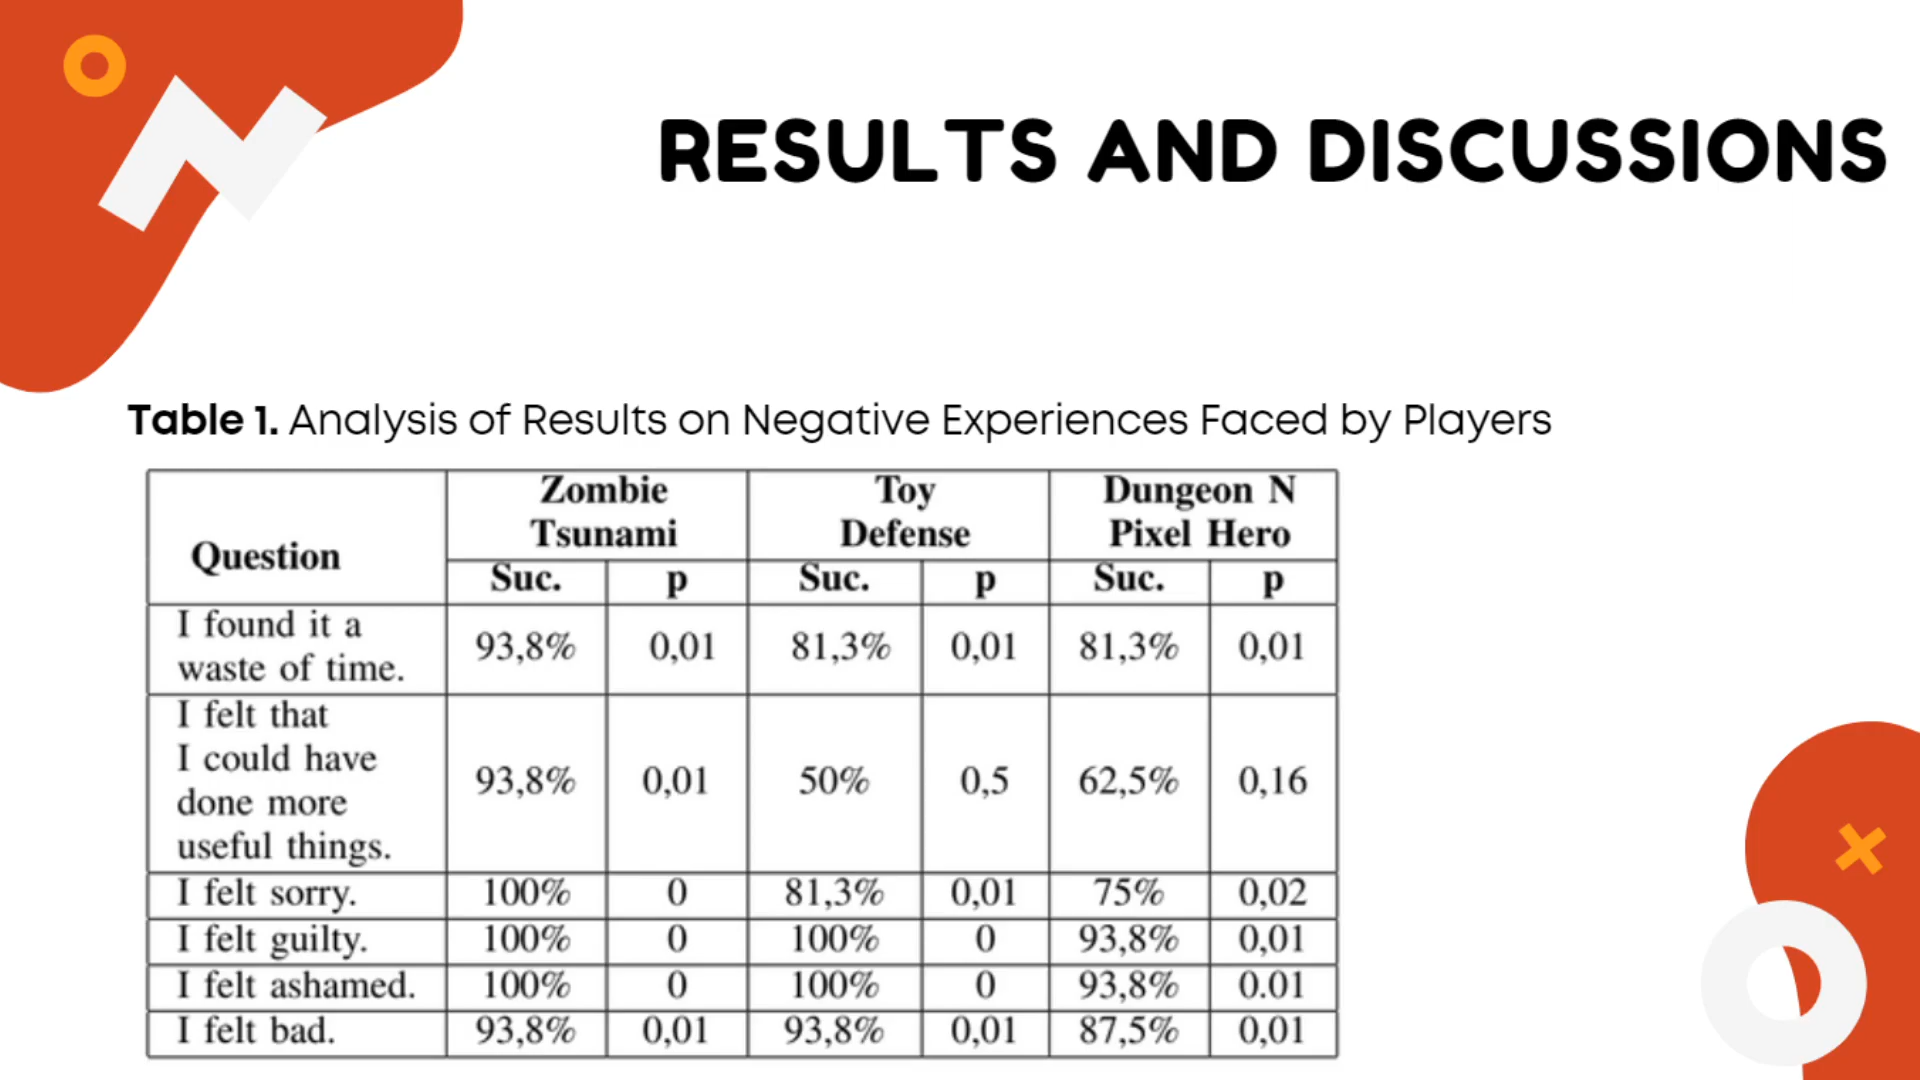 RESULTS AND DISCUSSIONS
Table 1. Analysis of Results on Negative Experiences Faced by Players
Question
Zombie Tsunami
Toy Defense
Dungeon N Pixel Hero
Suc. p Suc. p Suc. p
I found it a waste of time. 93,8% 0,01 81,3% 0,01 81,3% 0,01
I felt that I could have done more useful things. 93,8% 0,01 50% 0,5 62,5% 0,16
I felt sorry. 100% 0 81,3% 0,01 75% 0,02
I felt guilty. 100% 0 100% 0 93,8% 0,01
I felt ashamed. 100% 0 100% 0 93,8% 0.01
I felt bad. 93,8% 0,01 93,8% 0,01 87,5% 0,01